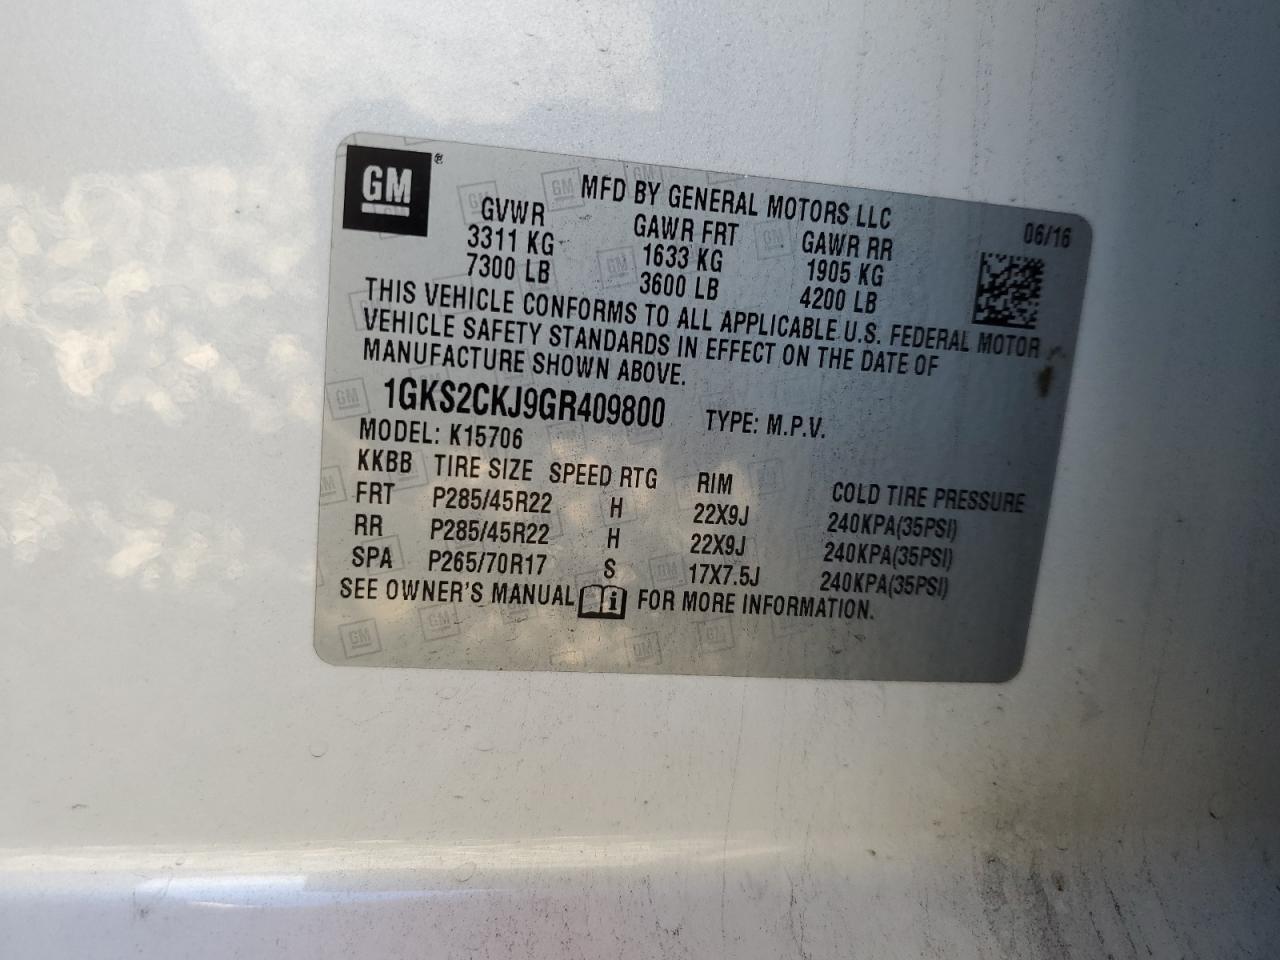 GM ® MFD BY GENERAL MOTORS LLC 06/16
GVWR GAWR FRT GAWR RR
3311 KG 1633 KG 1905 KG
7300 LB 3600 LB 4200 LB
THIS VEHICLE CONFORMS TO ALL APPLICABLE U.S. FEDERAL MOTOR
VEHICLE SAFETY STANDARDS IN EFFECT ON THE DATE OF
MANUFACTURE SHOWN ABOVE.
1GKS2CKJ9GR409800 TYPE: M.P.V.
MODEL: K15706
KKBB TIRE SIZE SPEED RTG RIM COLD TIRE PRESSURE
FRT P285/45R22 H 22X9J 240KPA(35PSI)
RR P285/45R22 H 22X9J 240KPA(35PSI)
SPA P265/70R17 S 17X7.5J 240KPA(35PSI)
SEE OWNER'S MANUAL i FOR MORE INFORMATION.